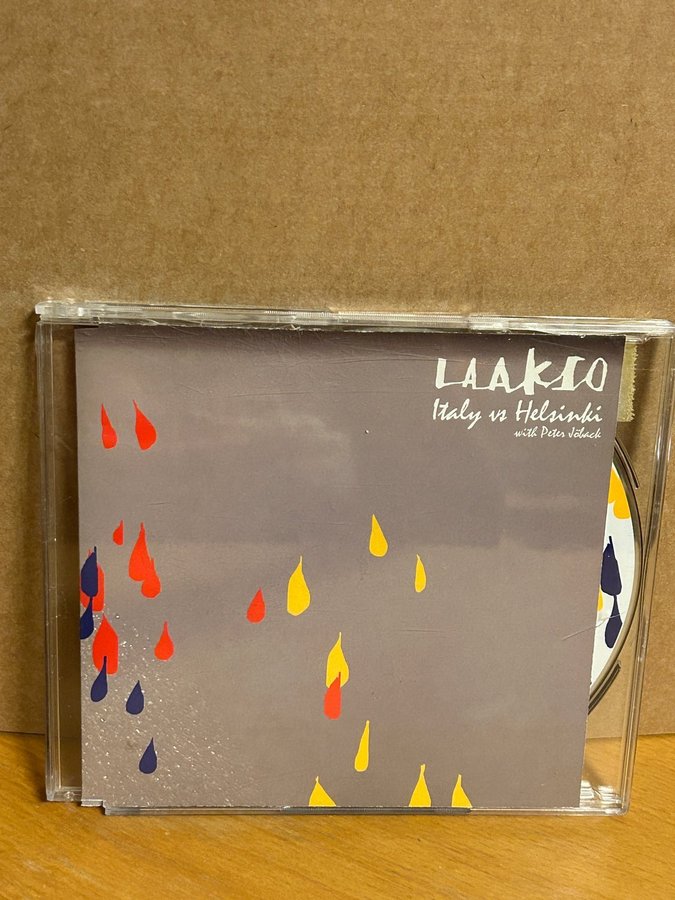 LAAKSO
Italy vs Helsinki
with Peter Jöback